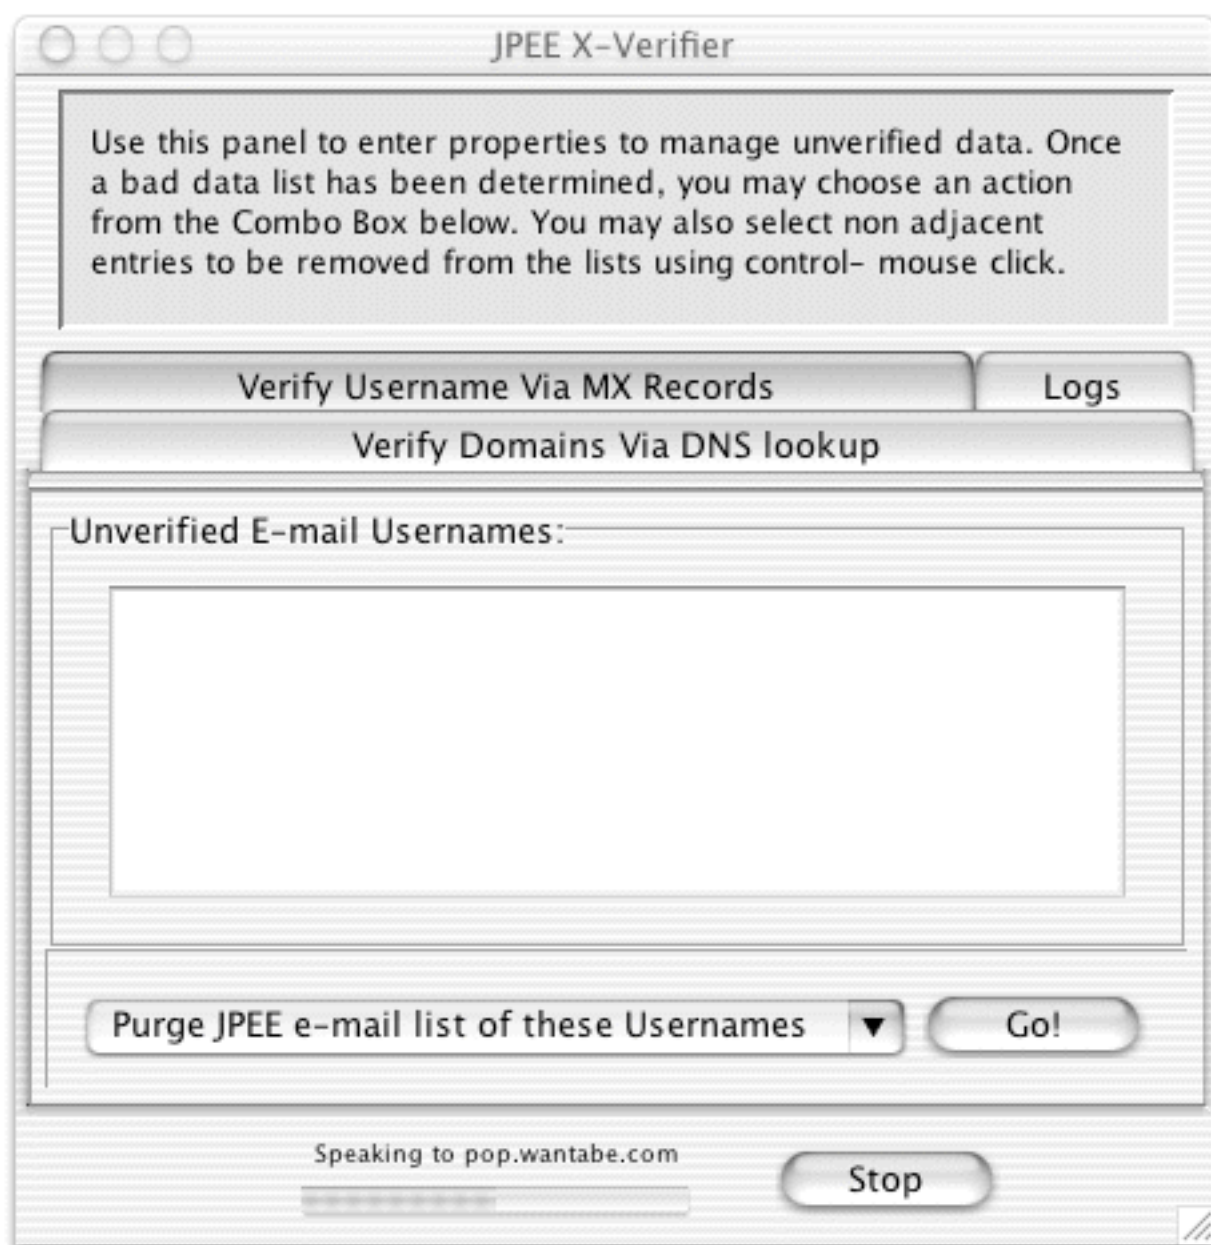 JPEE X-Verifier
Use this panel to enter properties to manage unverified data. Once
a bad data list has been determined, you may choose an action
from the Combo Box below. You may also select non adjacent
entries to be removed from the lists using control- mouse click.
Verify Username Via MX Records
Logs
Verify Domains Via DNS lookup
Unverified E-mail Usernames:
Purge JPEE e-mail list of these Usernames
Go!
Speaking to pop.wantabe.com
Stop